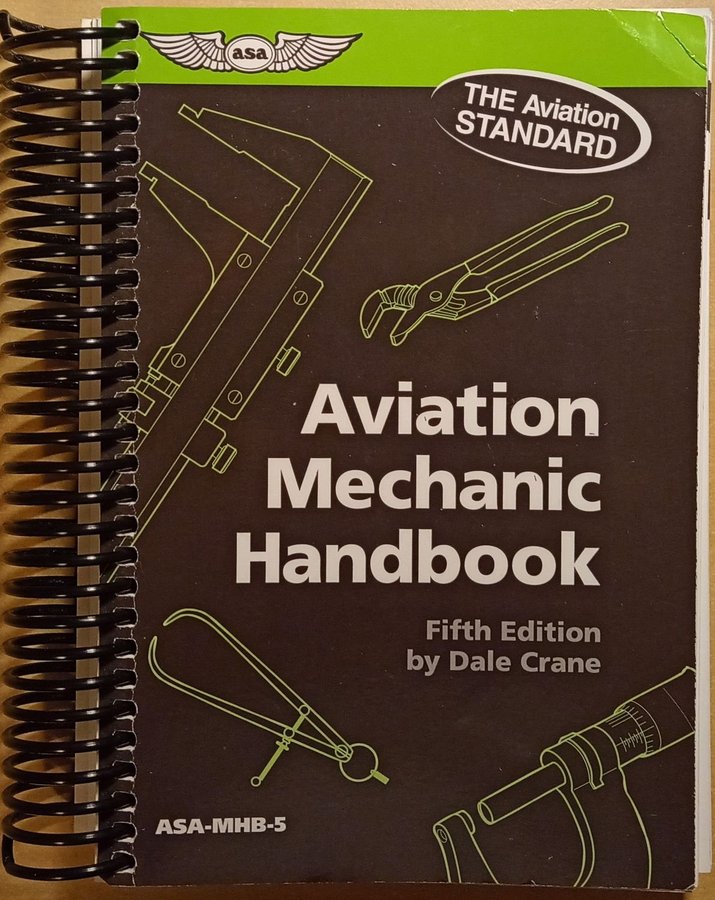 asa
THE Aviation
STANDARD
Aviation
Mechanic
Handbook
Fifth Edition
by Dale Crane
ASA-MHB-5